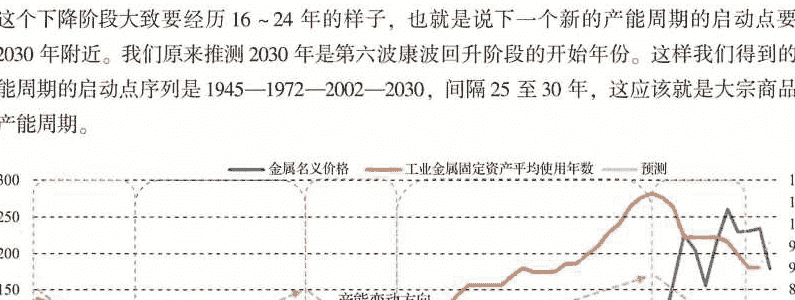 这个下降阶段大致要经历 16 ~ 24 年的样子，也就是说下一个新的产能周期的启动点要
2030 年附近。我们原来推测 2030 年是第六波康波回升阶段的开始年份。这样我们得到的
能周期的启动点序列是 1945—1972—2002—2030，间隔 25 至 30 年，这应该就是大宗商品
产能周期。
金属名义价格 工业金属固定资产平均使用年数 预测
300
250
200
150
产能变动方向